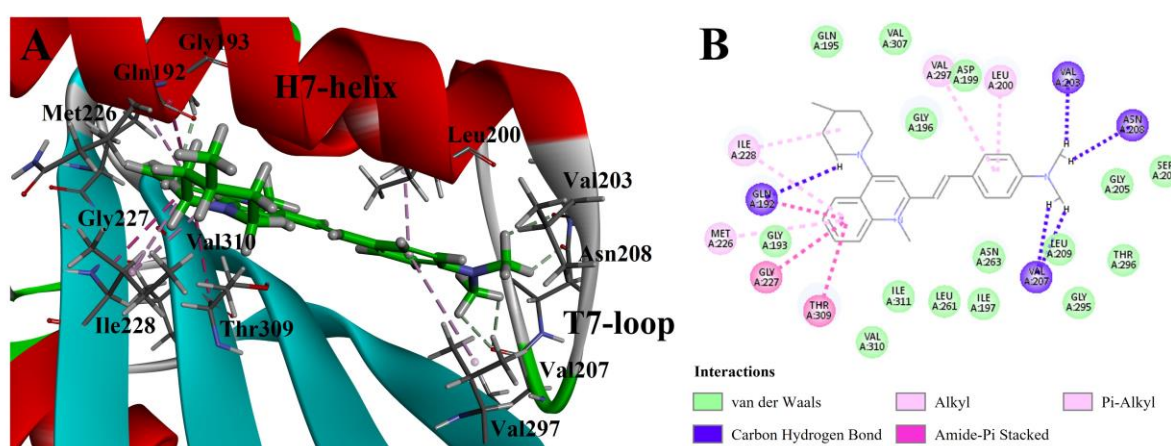 A
Gly193
Gln192
H7-helix
Met226
Leu200
Val203
Gly227
Val310
Asn208
Ile228
Thr309
T7-loop
Val207
Val297
B
GLN
A:195
VAL
A:307
VAL
A:297
ASP
A:199
LEU
A:200
VAL
A:203
ASN
A:208
GLY
A:196
ILE
A:228
GLN
A:192
MET
A:226
GLY
A:193
GLY
A:227
THR
A:309
GLY
A:205
ASN
A:263
LEU
A:209
VAL
A:207
THR
A:296
GLY
A:295
ILE
A:311
LEU
A:261
ILE
A:197
VAL
A:310
H
H
H
H
H
N
N
N
Interactions
van der Waals
Alkyl
Pi-Alkyl
Carbon Hydrogen Bond
Amide-Pi Stacked